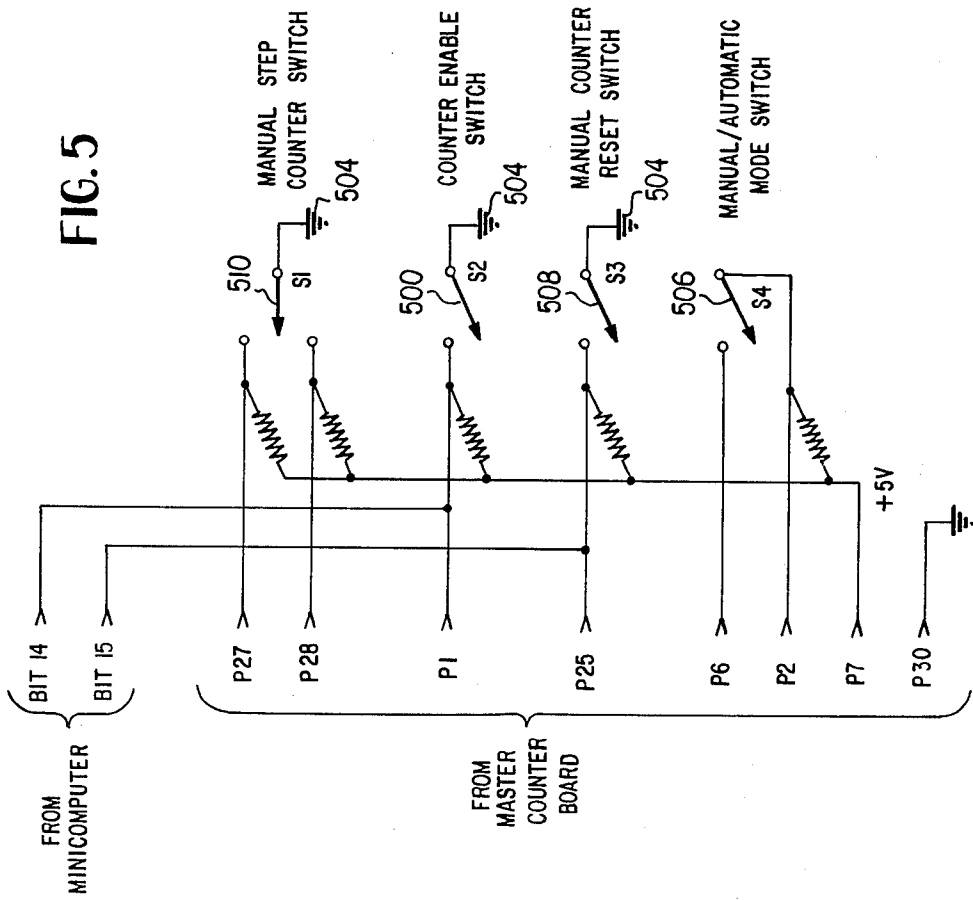 FIG. 5
FROM
MINICOMPUTER
BIT 14
BIT 15
FROM
MASTER
COUNTER
BOARD
P27
P28
P1
P25
P6
P2
P7
P30
+5V
510
S1
504
MANUAL STEP
COUNTER SWITCH
500
S2
504
COUNTER ENABLE
SWITCH
508
S3
504
MANUAL COUNTER
RESET SWITCH
506
S4
MANUAL/AUTOMATIC
MODE SWITCH